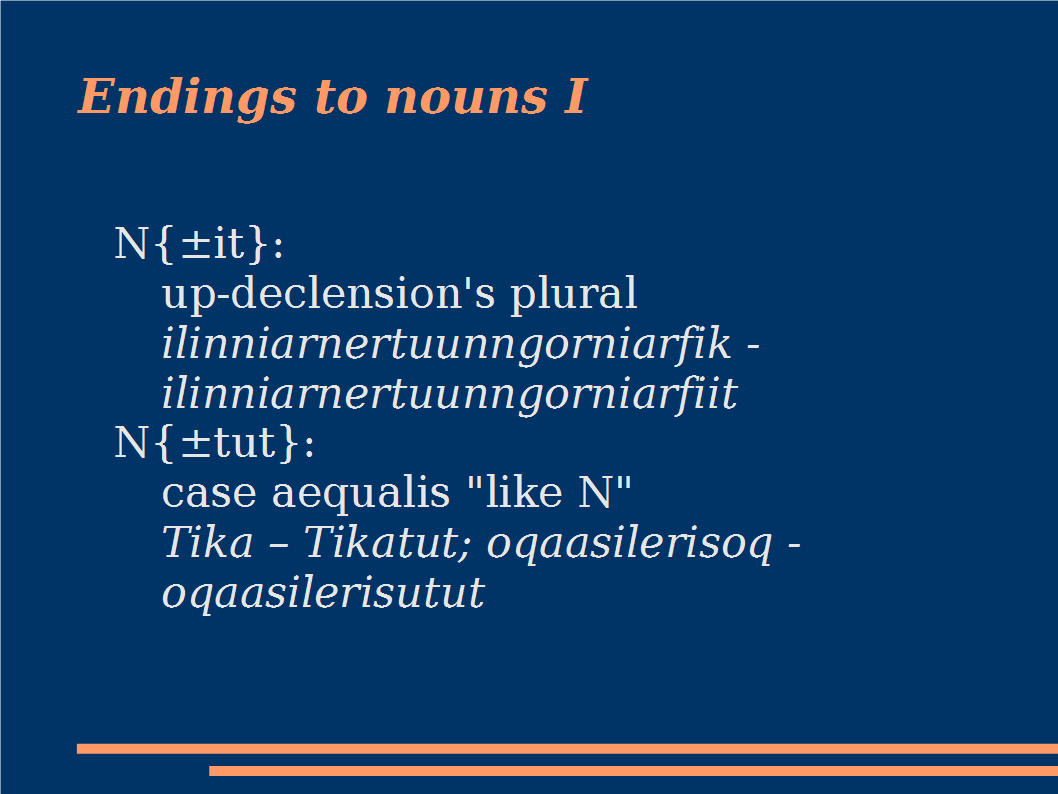 Endings to nouns I
N{±it}:
up-declension's plural
ilinniarnertuunngorniarfik -
ilinniarnertuunngorniarfiit
N{±tut}:
case aequalis "like N"
Tika – Tikatut; oqaasilerisoq -
oqaasilerisutut